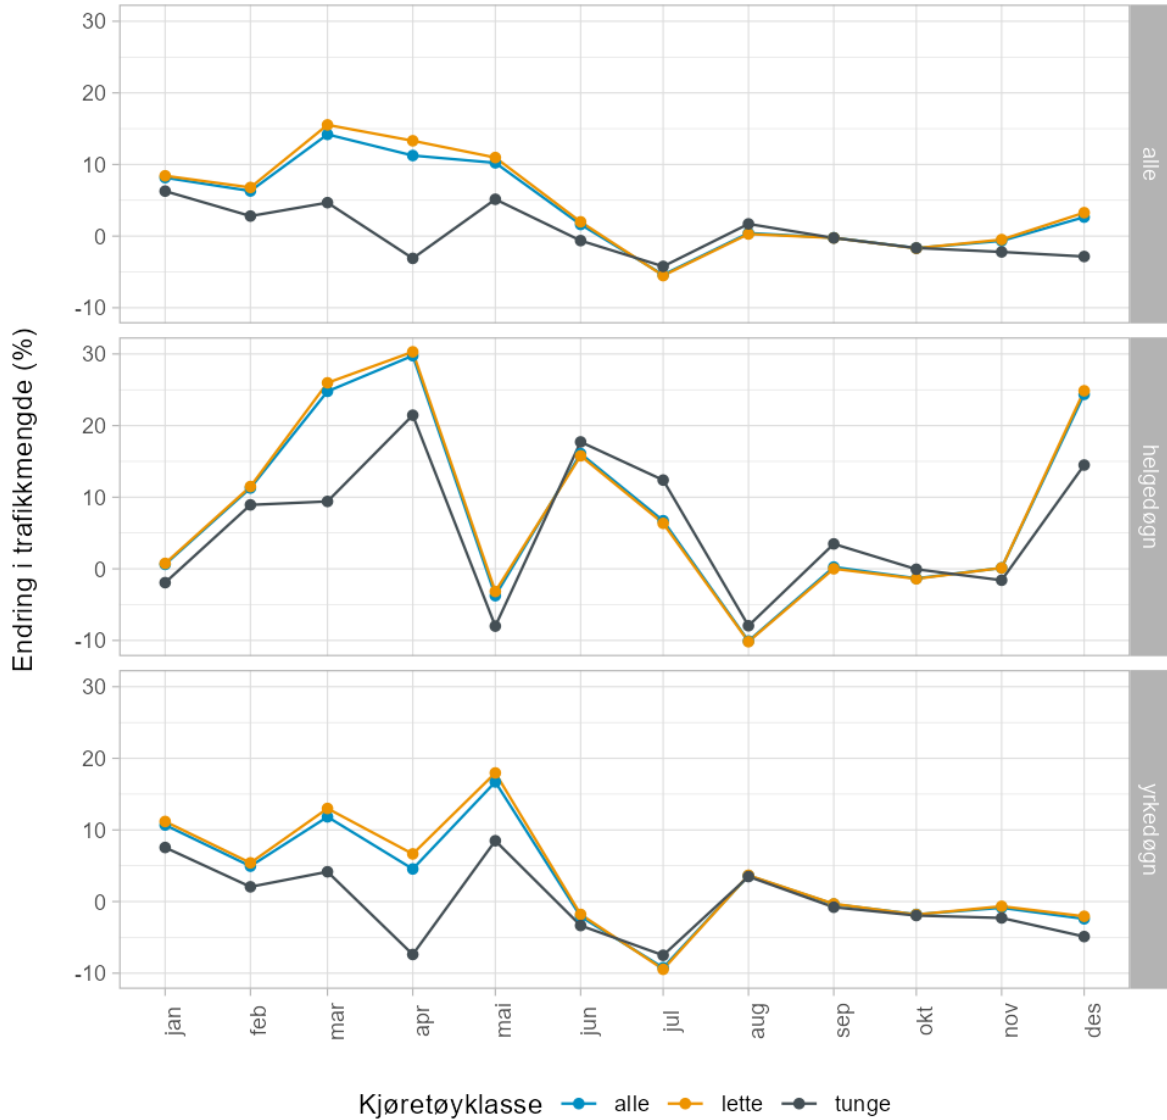 Endring i trafikkmengde (%)
30
20
10
0
-10
alle
30
20
10
0
-10
helgedøgn
30
20
10
0
-10
yrkedøgn
jan feb mar apr mai jun jul aug sep okt nov des
Kjøretøyklasse alle lette tunge